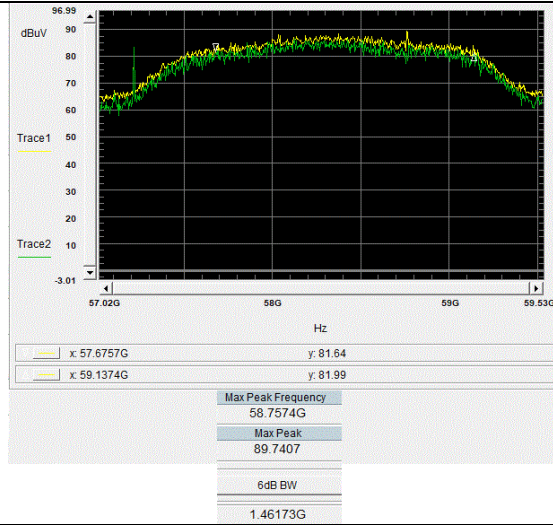 96.99
dBuV
90
80
70
60
Trace1
50
40
30
20
Trace2
10
-3.01
57.02G
58G
59G
59.53G
Hz
x: 57.6757G
y: 81.64
x: 59.1374G
y: 81.99
Max Peak Frequency
58.7574G
Max Peak
89.7407
6dB BW
1.46173G